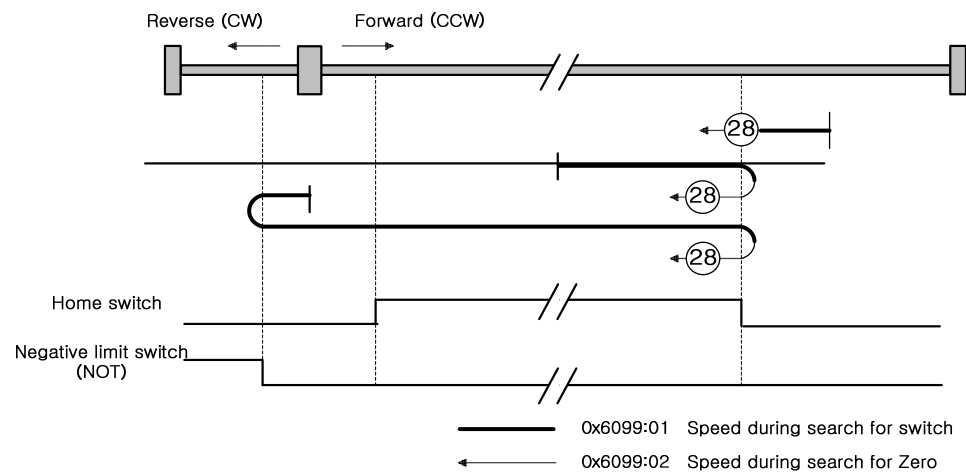 Reverse (CW) Forward (CCW)
28
28
28
Home switch
Negative limit switch
(NOT)
0x6099:01 Speed during search for switch
0x6099:02 Speed during search for Zero